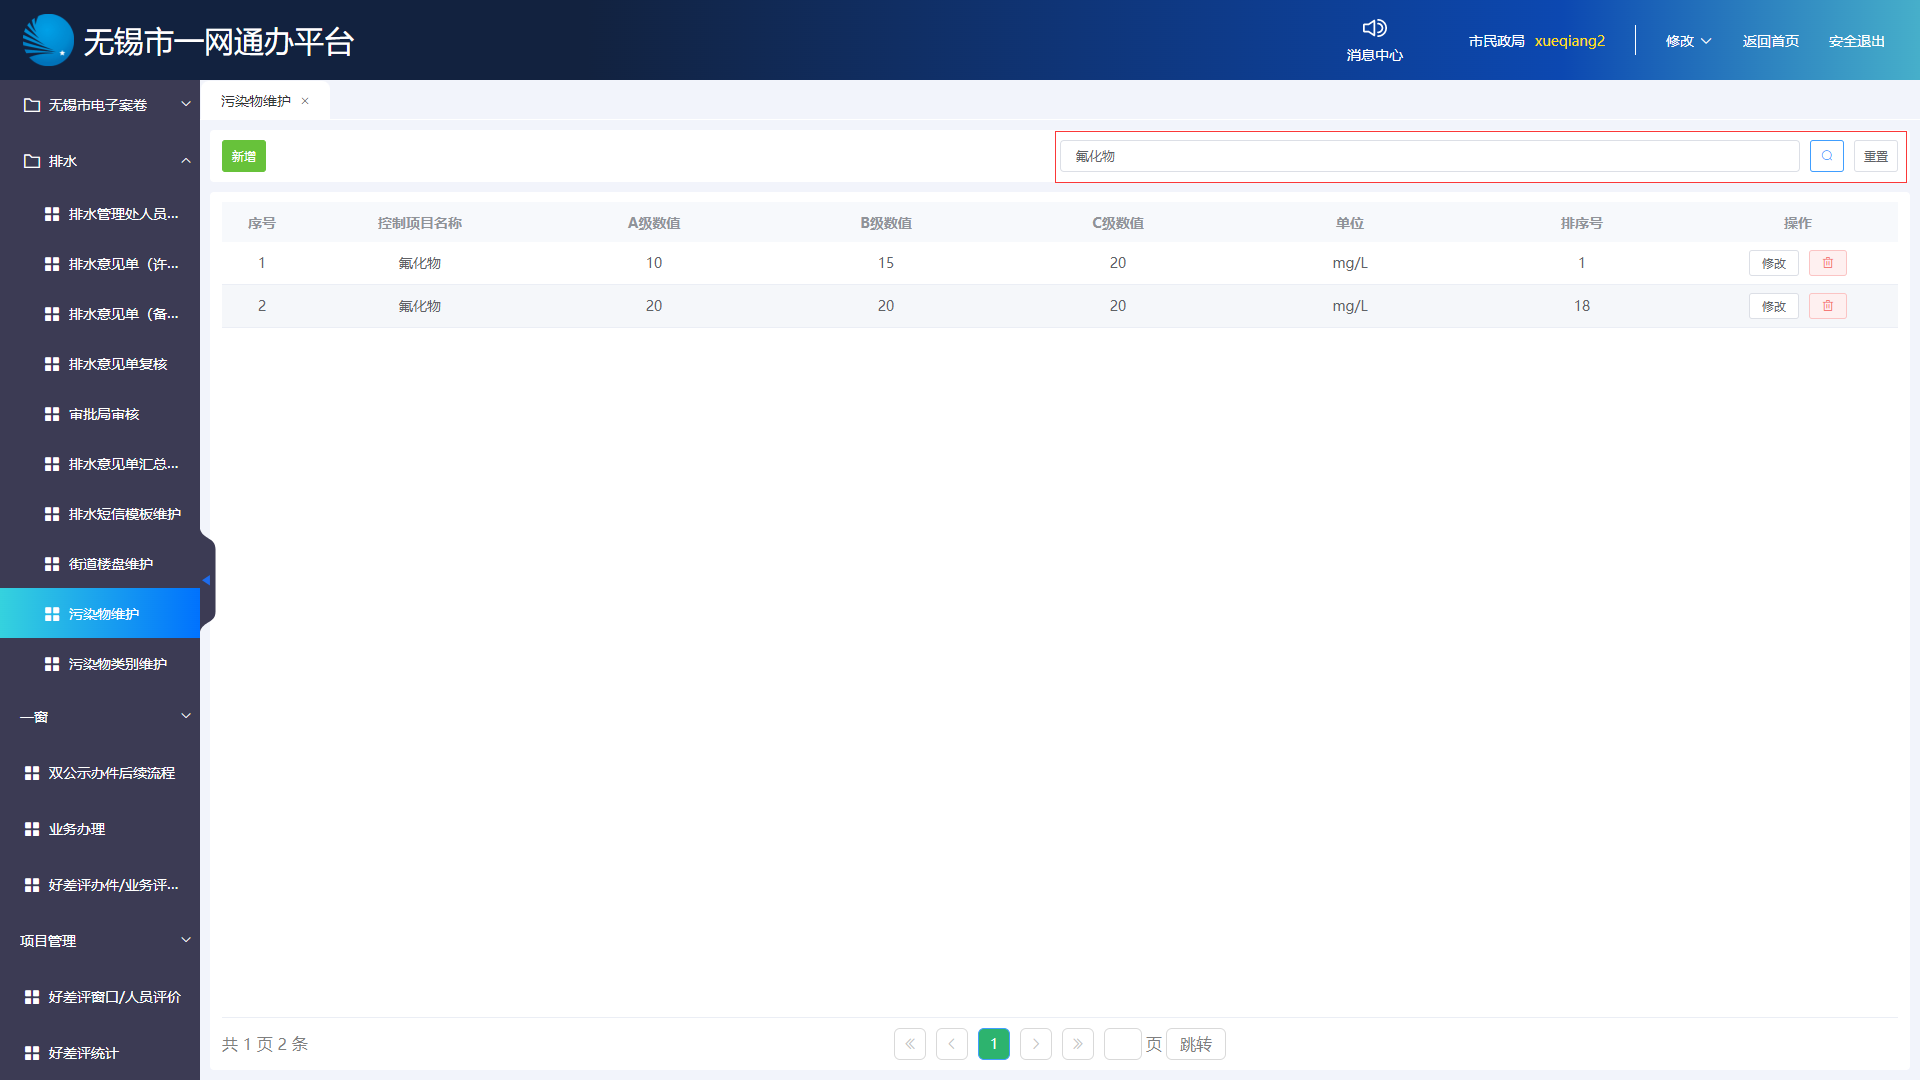 无锡市一网通办平台
消息中心
市民政局 xueqiang2
修改
返回首页
安全退出
无锡市电子案卷
排水
排水管理处人员...
排水意见单（许...
排水意见单（备...
排水意见单复核
审批局审核
排水意见单汇总...
排水短信模板维护
街道楼盘维护
污染物维护
污染物类别维护
一窗
双公示办件后续流程
业务办理
好差评办件/业务评...
项目管理
好差评窗口/人员评价
好差评统计
污染物维护 ×
新增
氟化物
重置
序号 控制项目名称 A级数值 B级数值 C级数值 单位 排序号 操作
1 氟化物 10 15 20 mg/L 1 修改
2 氟化物 20 20 20 mg/L 18 修改
共 1 页 2 条
1
页
跳转